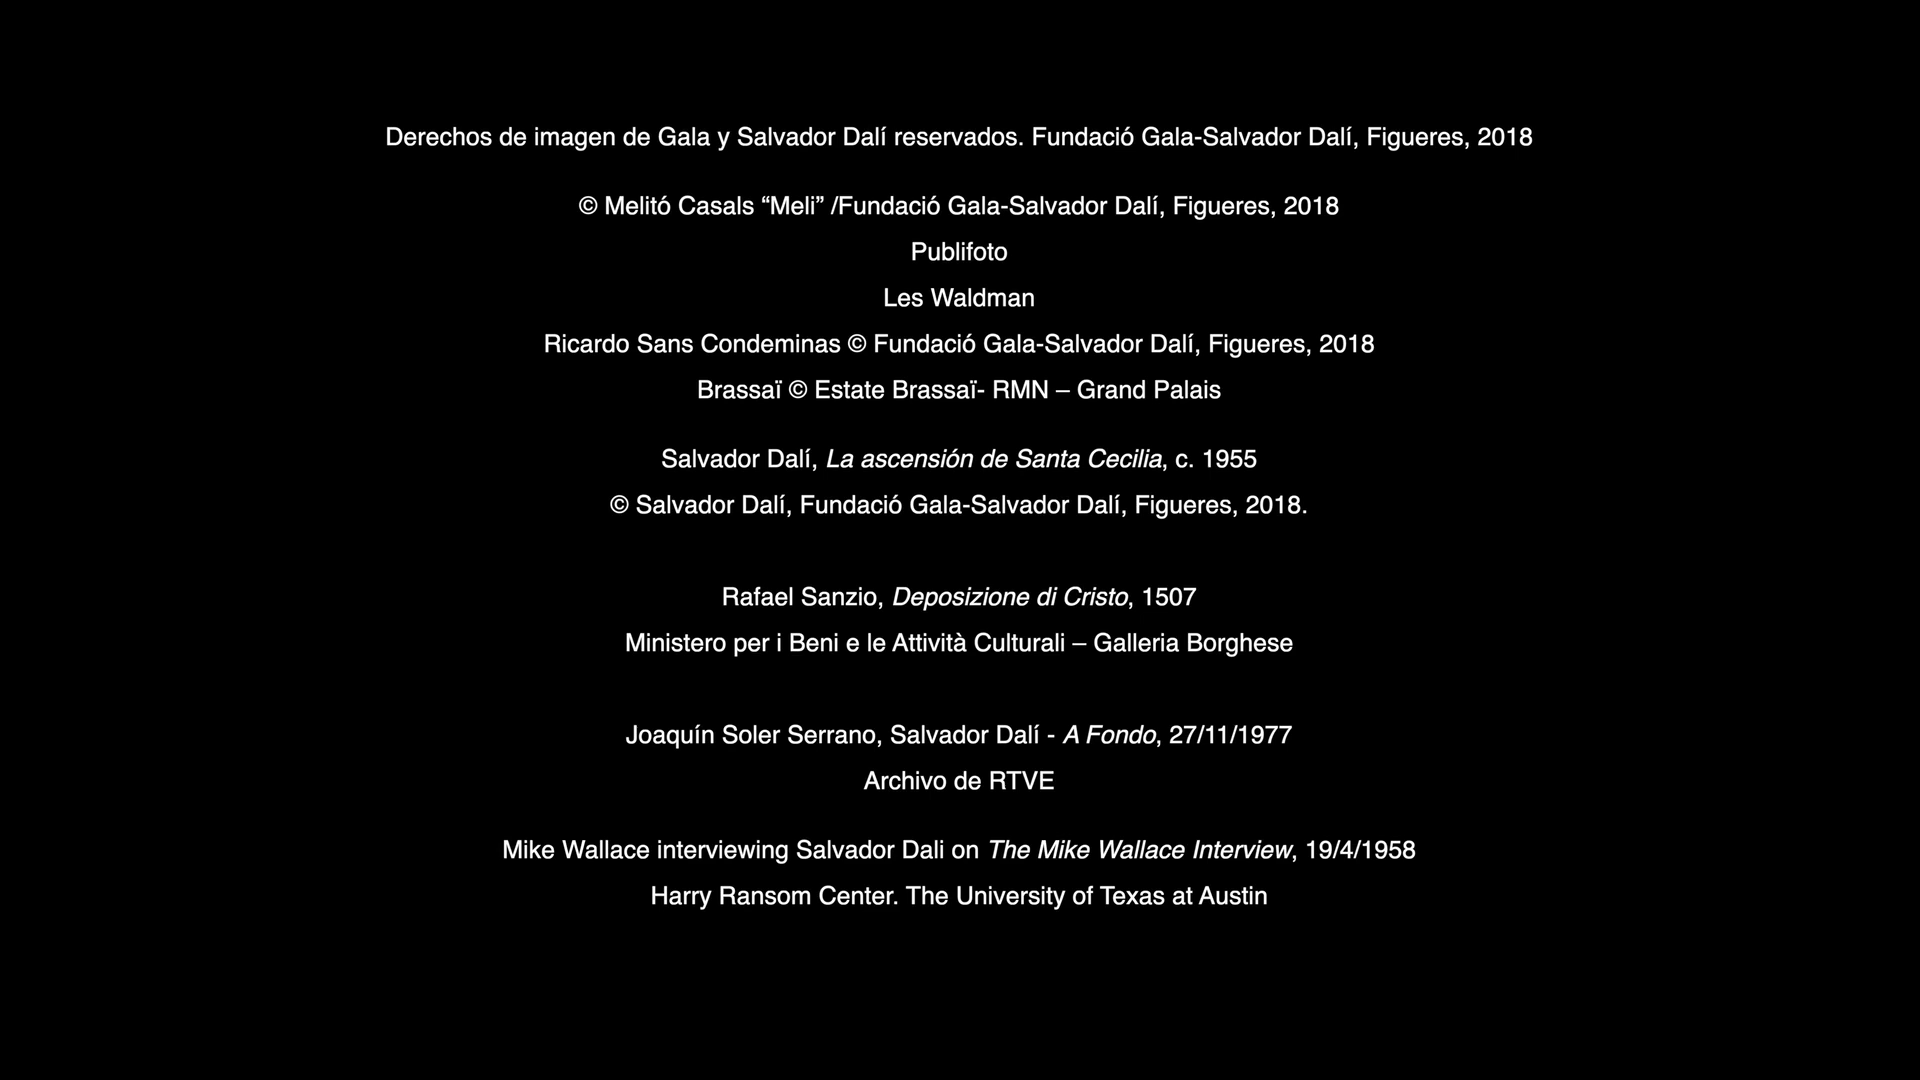 Derechos de imagen de Gala y Salvador Dalí reservados. Fundació Gala-Salvador Dalí, Figueres, 2018
© Melitó Casals “Meli” /Fundació Gala-Salvador Dalí, Figueres, 2018
Publifoto
Les Waldman
Ricardo Sans Condeminas © Fundació Gala-Salvador Dalí, Figueres, 2018
Brassaï © Estate Brassaï- RMN – Grand Palais
Salvador Dalí, La ascensión de Santa Cecilia, c. 1955
© Salvador Dalí, Fundació Gala-Salvador Dalí, Figueres, 2018.
Rafael Sanzio, Deposizione di Cristo, 1507
Ministero per i Beni e le Attività Culturali – Galleria Borghese
Joaquín Soler Serrano, Salvador Dalí - A Fondo, 27/11/1977
Archivo de RTVE
Mike Wallace interviewing Salvador Dali on The Mike Wallace Interview, 19/4/1958
Harry Ransom Center. The University of Texas at Austin